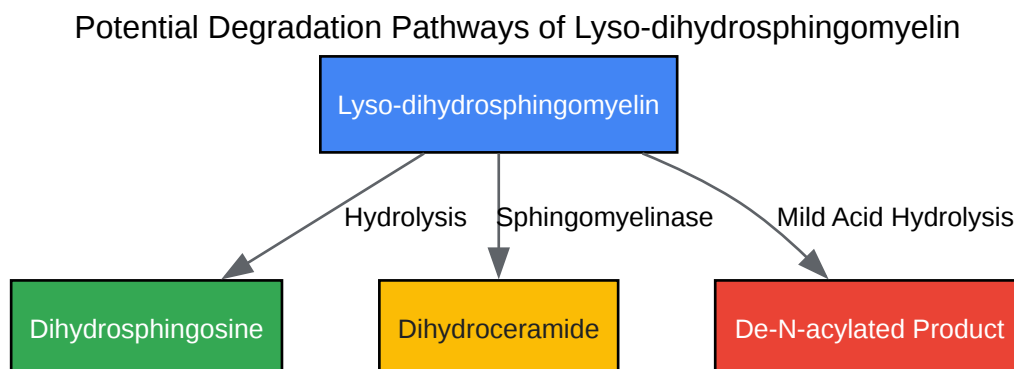 Potential Degradation Pathways of Lyso-dihydrosphingomyelin
Lyso-dihydrosphingomyelin
Hydrolysis
Sphingomyelinase
Mild Acid Hydrolysis
Dihydrosphingosine
Dihydroceramide
De-N-acylated Product